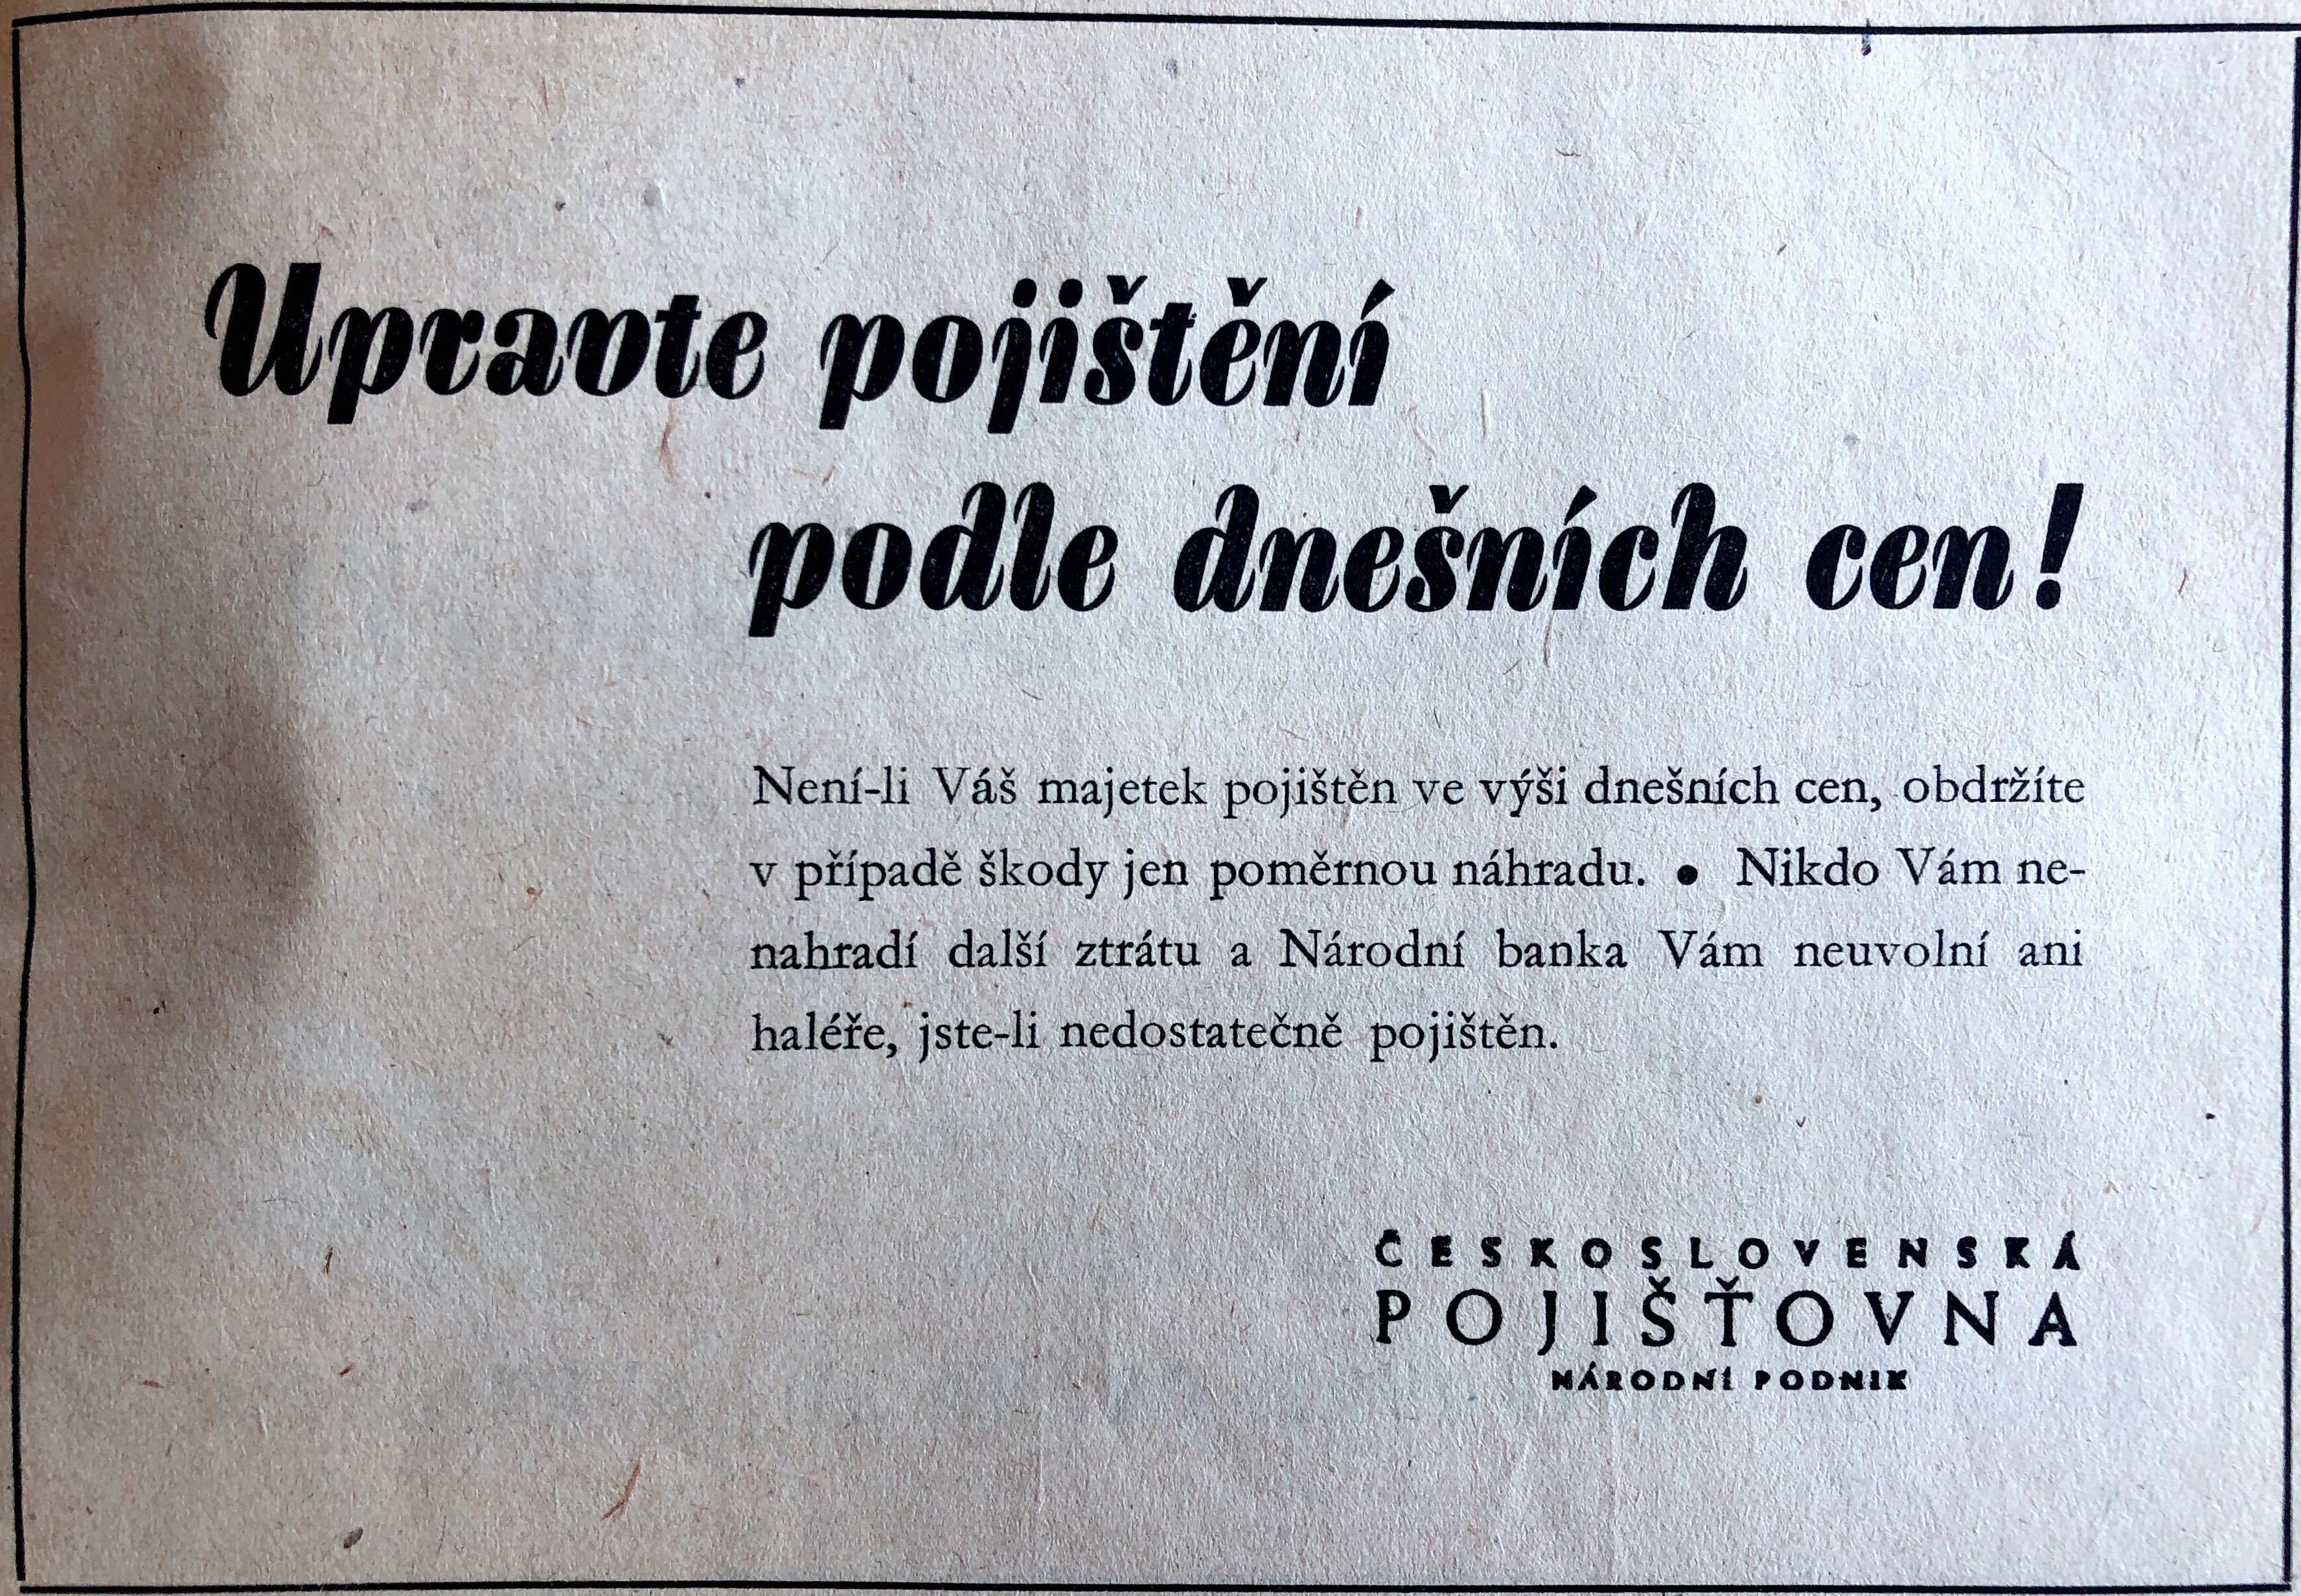 Upravte pojištění
podle dnešních cen!
Není-li Váš majetek pojištěn ve výši dnešních cen, obdržíte
v případě škody jen poměrnou náhradu. • Nikdo Vám ne-
nahradí další ztrátu a Národní banka Vám neuvolní ani
haléře, jste-li nedostatečně pojištěn.
ČESKOSLOVENSKÁ
POJIŠŤOVNA
NÁRODNÍ PODNIK